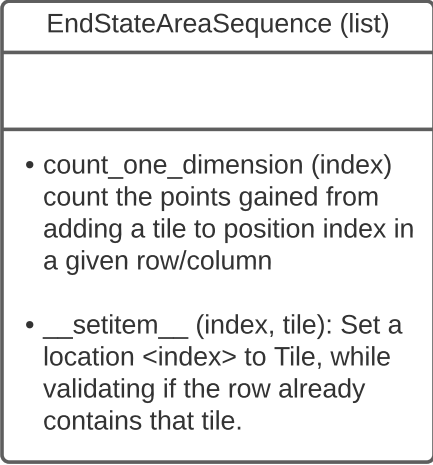 EndStateAreaSequence (list)
• count_one_dimension (index)
count the points gained from
adding a tile to position index in
a given row/column
• __setitem__ (index, tile): Set a
location <index> to Tile, while
validating if the row already
contains that tile.